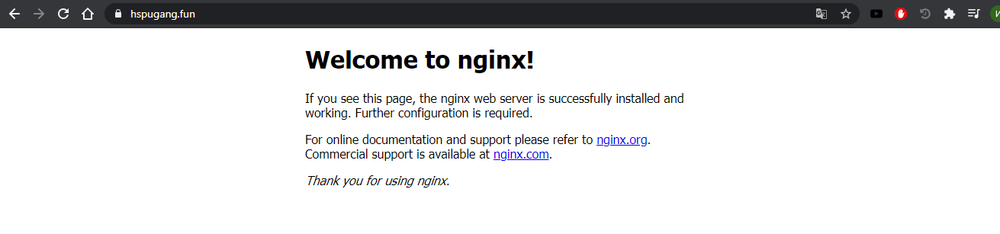 hspugang.fun
Welcome to nginx!
If you see this page, the nginx web server is successfully installed and
working. Further configuration is required.
For online documentation and support please refer to nginx.org.
Commercial support is available at nginx.com.
Thank you for using nginx.